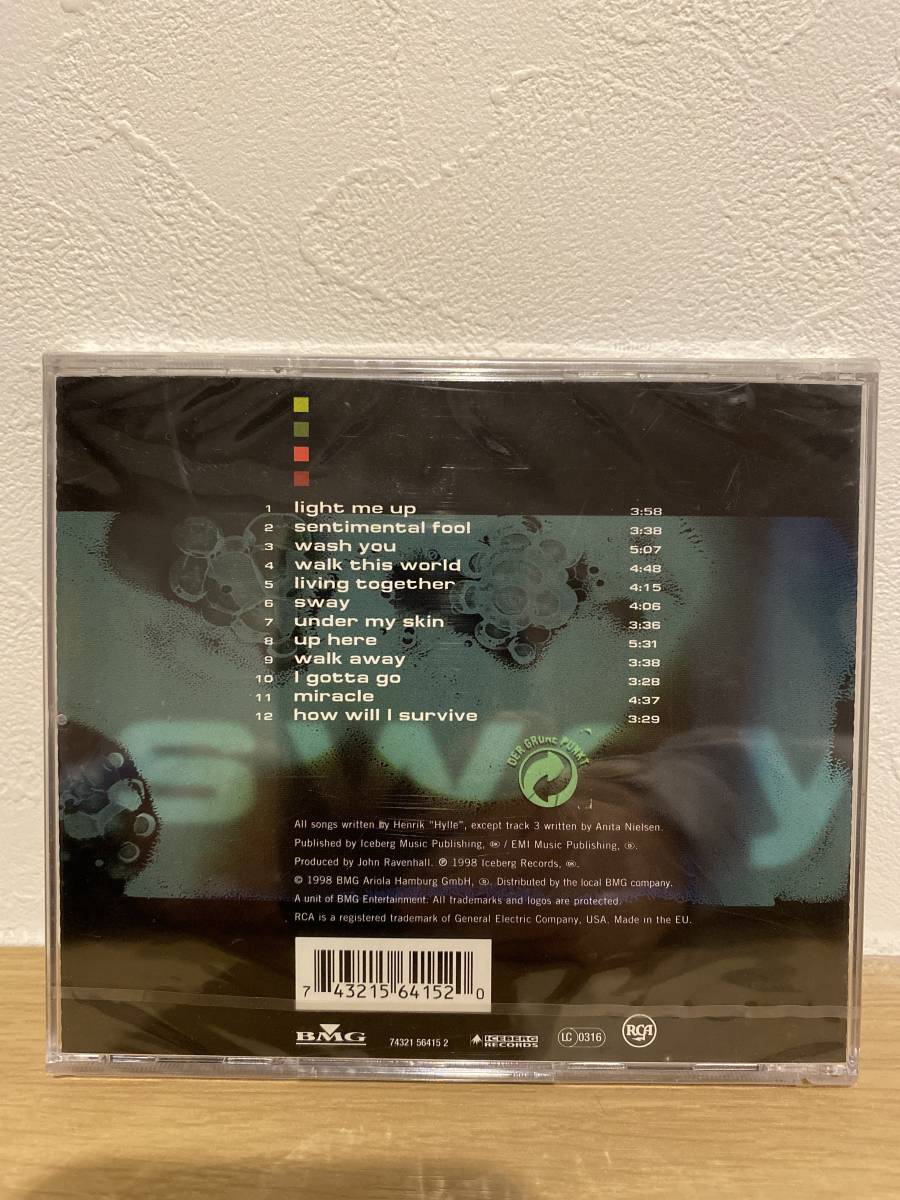 1 light me up 3:58
2 sentimental fool 3:38
3 wash you 5:07
4 walk this world 4:48
5 living together 4:15
6 sway 4:06
7 under my skin 3:36
8 up here 5:31
9 walk away 3:38
10 I gotta go 3:28
11 miracle 4:37
12 how will I survive 3:29
DER GRÜNE PUNKT
All songs written by Henrik "Hylle", except track 3 written by Anita Nielsen.
Published by Iceberg Music Publishing, / EMI Music Publishing,
Produced by John Ravenhall. ℗ 1998 Iceberg Records,
© 1998 BMG Ariola Hamburg GmbH, Distributed by the local BMG company.
A unit of BMG Entertainment. All trademarks and logos are protected.
RCA is a registered trademark of General Electric Company, USA. Made in the EU.
7 43215 64152 0
BMG 74321 56415 2 ICEBERG RECORDS LC 0316 RCA